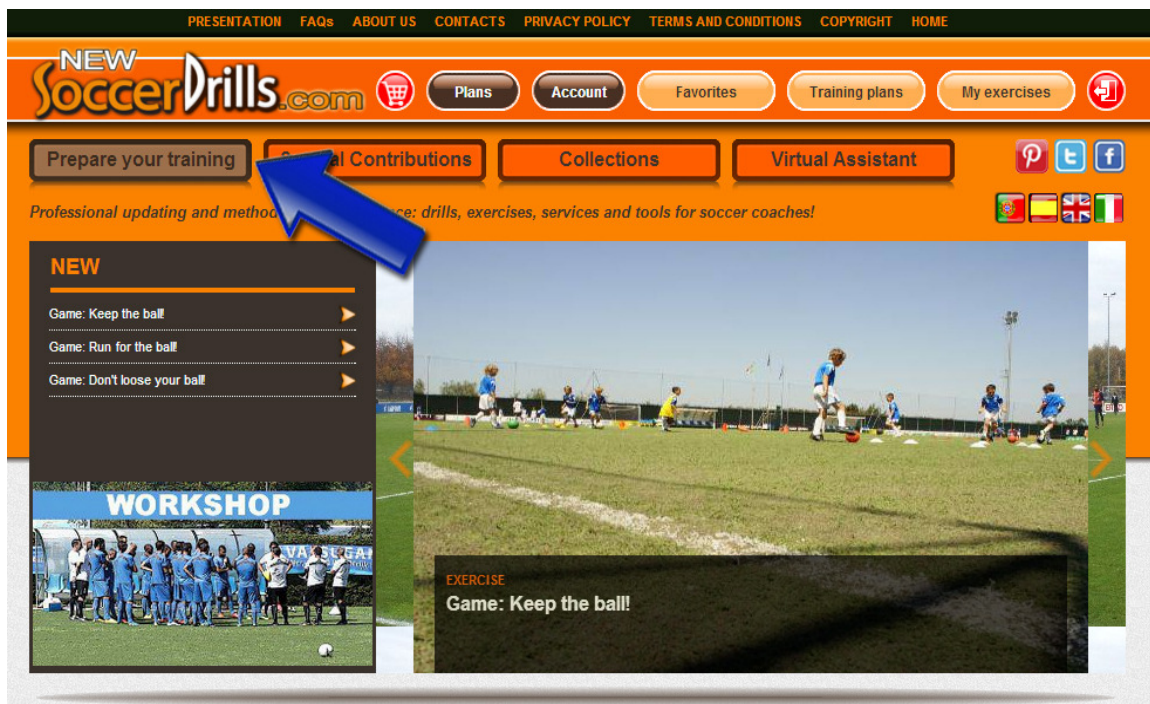 PRESENTATION FAQs ABOUT US CONTACTS PRIVACY POLICY TERMS AND CONDITIONS COPYRIGHT HOME
NEW
SoccerDrills.com
Plans Account Favorites Training plans My exercises
Prepare your training Contributions Collections Virtual Assistant
Professional updating and drills, exercises, services and tools for soccer coaches!
NEW
Game: Keep the ball!
Game: Run for the ball!
Game: Don't loose your ball!
WORKSHOP
EXERCISE
Game: Keep the ball!